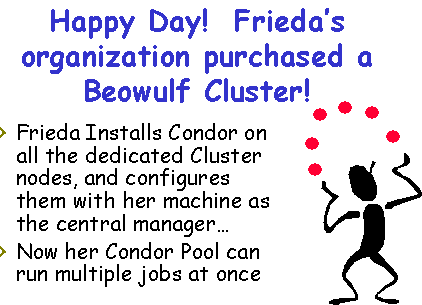 Happy Day!  Frieda's
organization purchased a
Beowulf Cluster!
Frieda Installs Condor on
all the dedicated Cluster
nodes, and configures
them with her machine as
the central manager…
Now her Condor Pool can
run multiple jobs at once